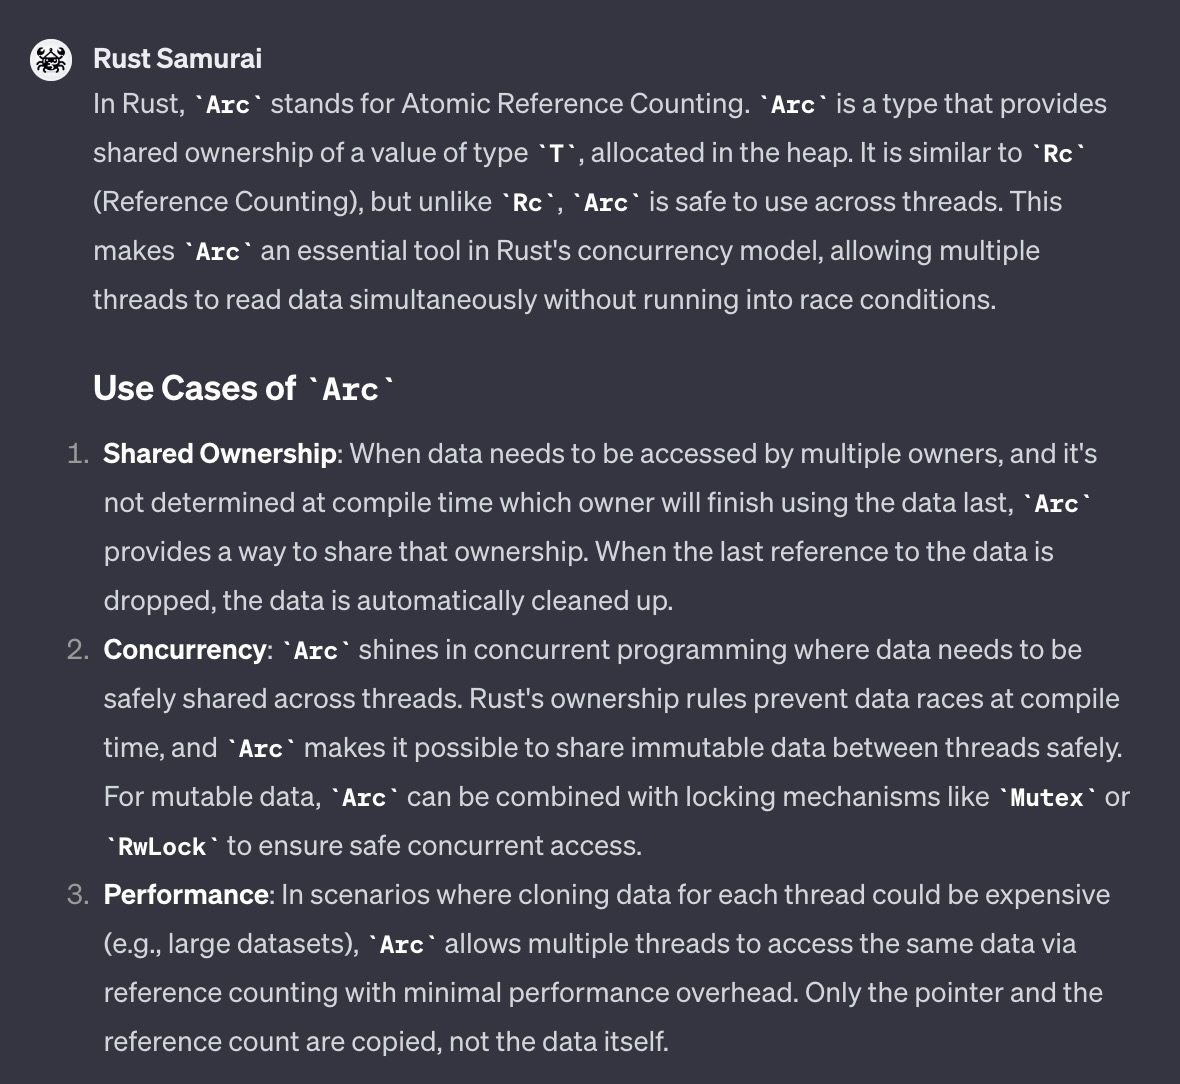 Rust Samurai
In Rust, `Arc` stands for Atomic Reference Counting. `Arc` is a type that provides
shared ownership of a value of type `T`, allocated in the heap. It is similar to `Rc`
(Reference Counting), but unlike `Rc`, `Arc` is safe to use across threads. This
makes `Arc` an essential tool in Rust's concurrency model, allowing multiple
threads to read data simultaneously without running into race conditions.
Use Cases of `Arc`
1. Shared Ownership: When data needs to be accessed by multiple owners, and it's
not determined at compile time which owner will finish using the data last, `Arc`
provides a way to share that ownership. When the last reference to the data is
dropped, the data is automatically cleaned up.
2. Concurrency: `Arc` shines in concurrent programming where data needs to be
safely shared across threads. Rust's ownership rules prevent data races at compile
time, and `Arc` makes it possible to share immutable data between threads safely.
For mutable data, `Arc` can be combined with locking mechanisms like `Mutex` or
`RwLock` to ensure safe concurrent access.
3. Performance: In scenarios where cloning data for each thread could be expensive
(e.g., large datasets), `Arc` allows multiple threads to access the same data via
reference counting with minimal performance overhead. Only the pointer and the
reference count are copied, not the data itself.